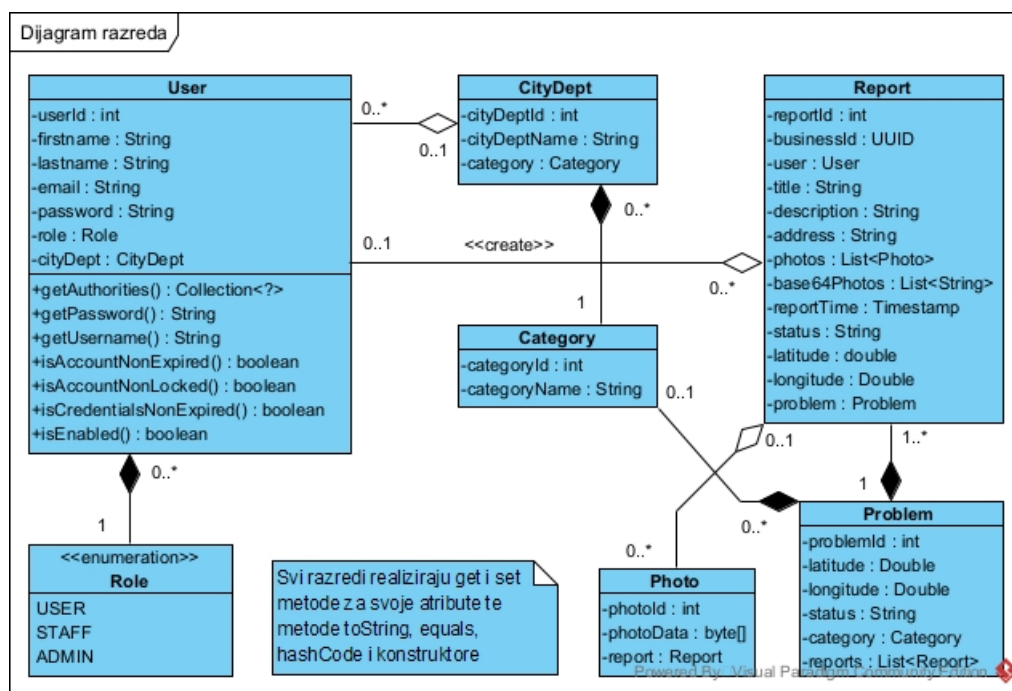 Dijagram razreda
User
-userId : int
-firstname : String
-lastname : String
-email : String
-password : String
-role : Role
-cityDept : CityDept
+getAuthorities() : Collection<?>
+getPassword() : String
+getUsername() : String
+isAccountNonExpired() : boolean
+isAccountNonLocked() : boolean
+isCredentialsNonExpired() : boolean
+isEnabled() : boolean
0..*
0..1
CityDept
-cityDeptId : int
-cityDeptName : String
-category : Category
0..*
1
0..1
<<create>>
0..*
Report
-reportId : int
-businessId : UUID
-user : User
-title : String
-description : String
-address : String
-photos : List<Photo>
-base64Photos : List<String>
-reportTime : Timestamp
-status : String
-latitude : double
-longitude : Double
-problem : Problem
Category
-categoryId : int
-categoryName : String
0..1
0..*
0..1
0..*
1..*
1
0..*
1
<<enumeration>>
Role
USER
STAFF
ADMIN
Svi razredi realiziraju get i set
metode za svoje atribute te
metode toString, equals,
hashCode i konstruktore
Photo
-photoId : int
-photoData : byte[]
-report : Report
Problem
-problemId : int
-latitude : Double
-longitude : Double
-status : String
-category : Category
-reports : List<Report>
Powered By: Visual Paradigm Community Edition